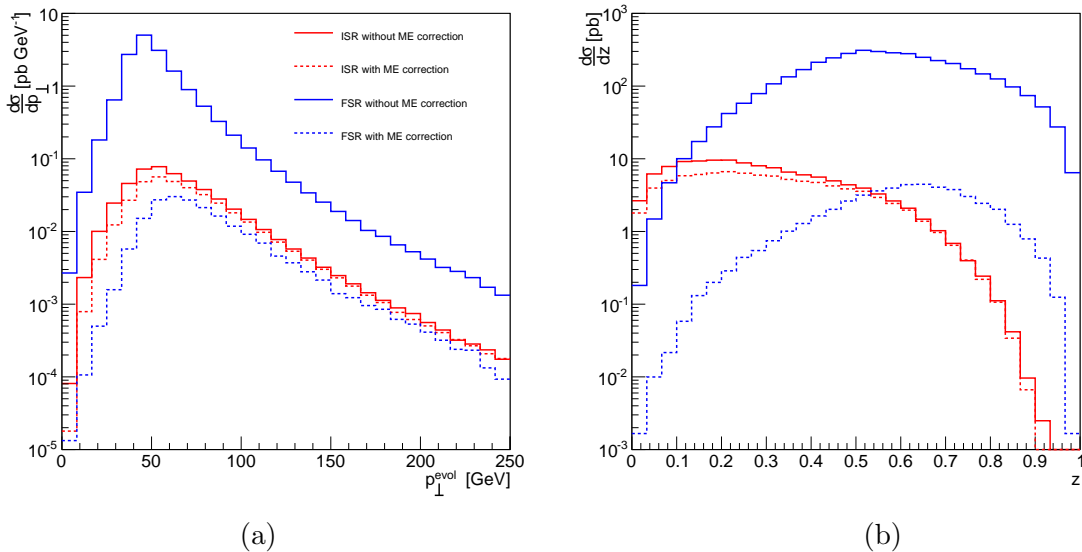 dσ/dp⊥ [pb GeV⁻¹]
10
1
10⁻¹
10⁻²
10⁻³
10⁻⁴
10⁻⁵
ISR without ME correction
ISR with ME correction
FSR without ME correction
FSR with ME correction
0 50 100 150 200 250
p⊥^evol [GeV]
(a)
dσ/dz [pb]
10³
10²
10
1
10⁻¹
10⁻²
10⁻³
0 0.1 0.2 0.3 0.4 0.5 0.6 0.7 0.8 0.9 1
z
(b)